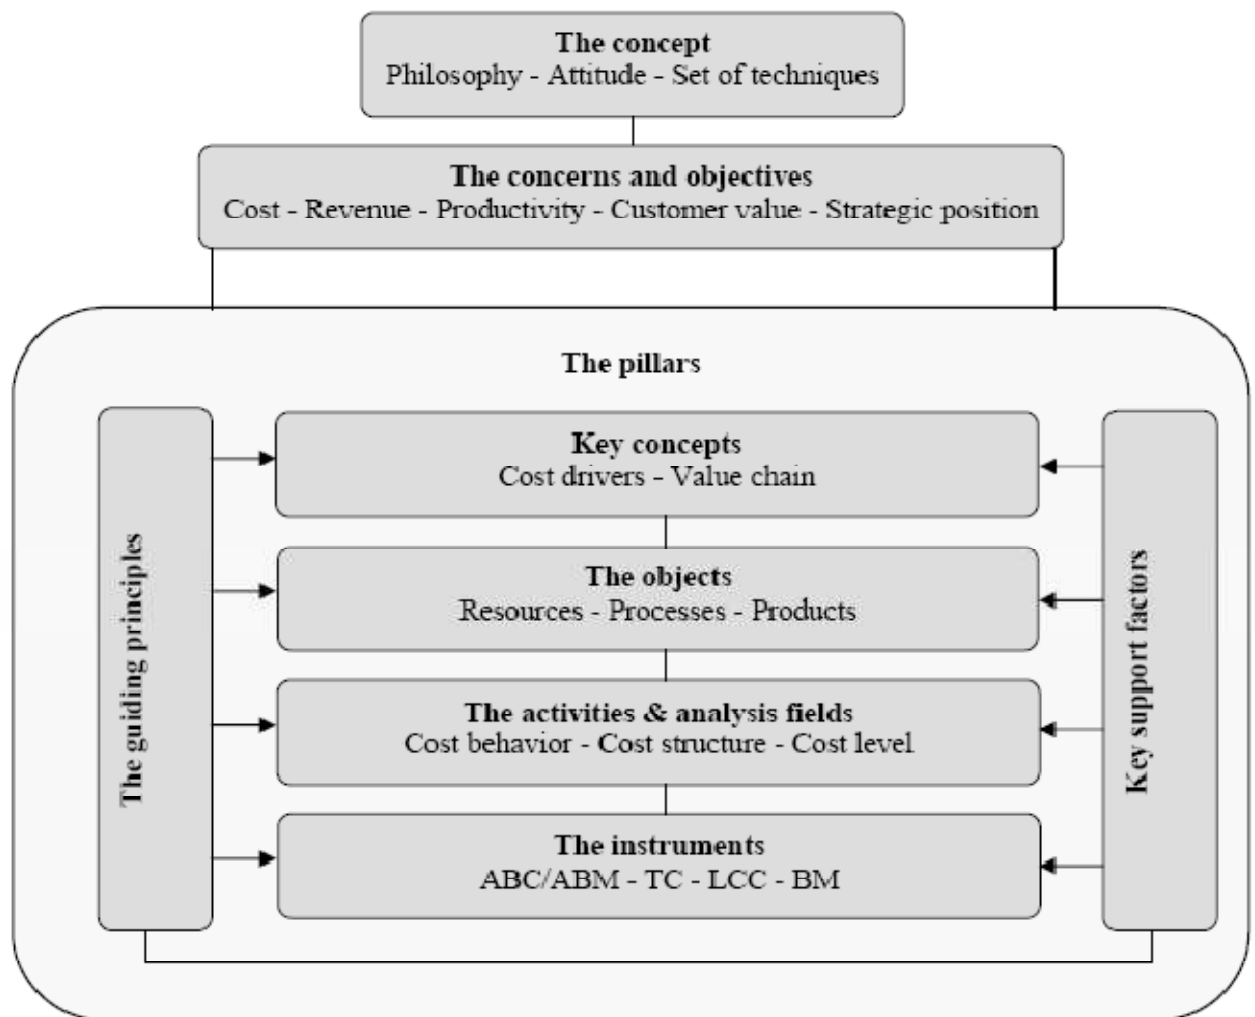 The concept
Philosophy - Attitude - Set of techniques
The concerns and objectives
Cost - Revenue - Productivity - Customer value - Strategic position
The pillars
The guiding principles
Key concepts
Cost drivers - Value chain
The objects
Resources - Processes - Products
The activities & analysis fields
Cost behavior - Cost structure - Cost level
The instruments
ABC/ABM - TC - LCC - BM
Key support factors